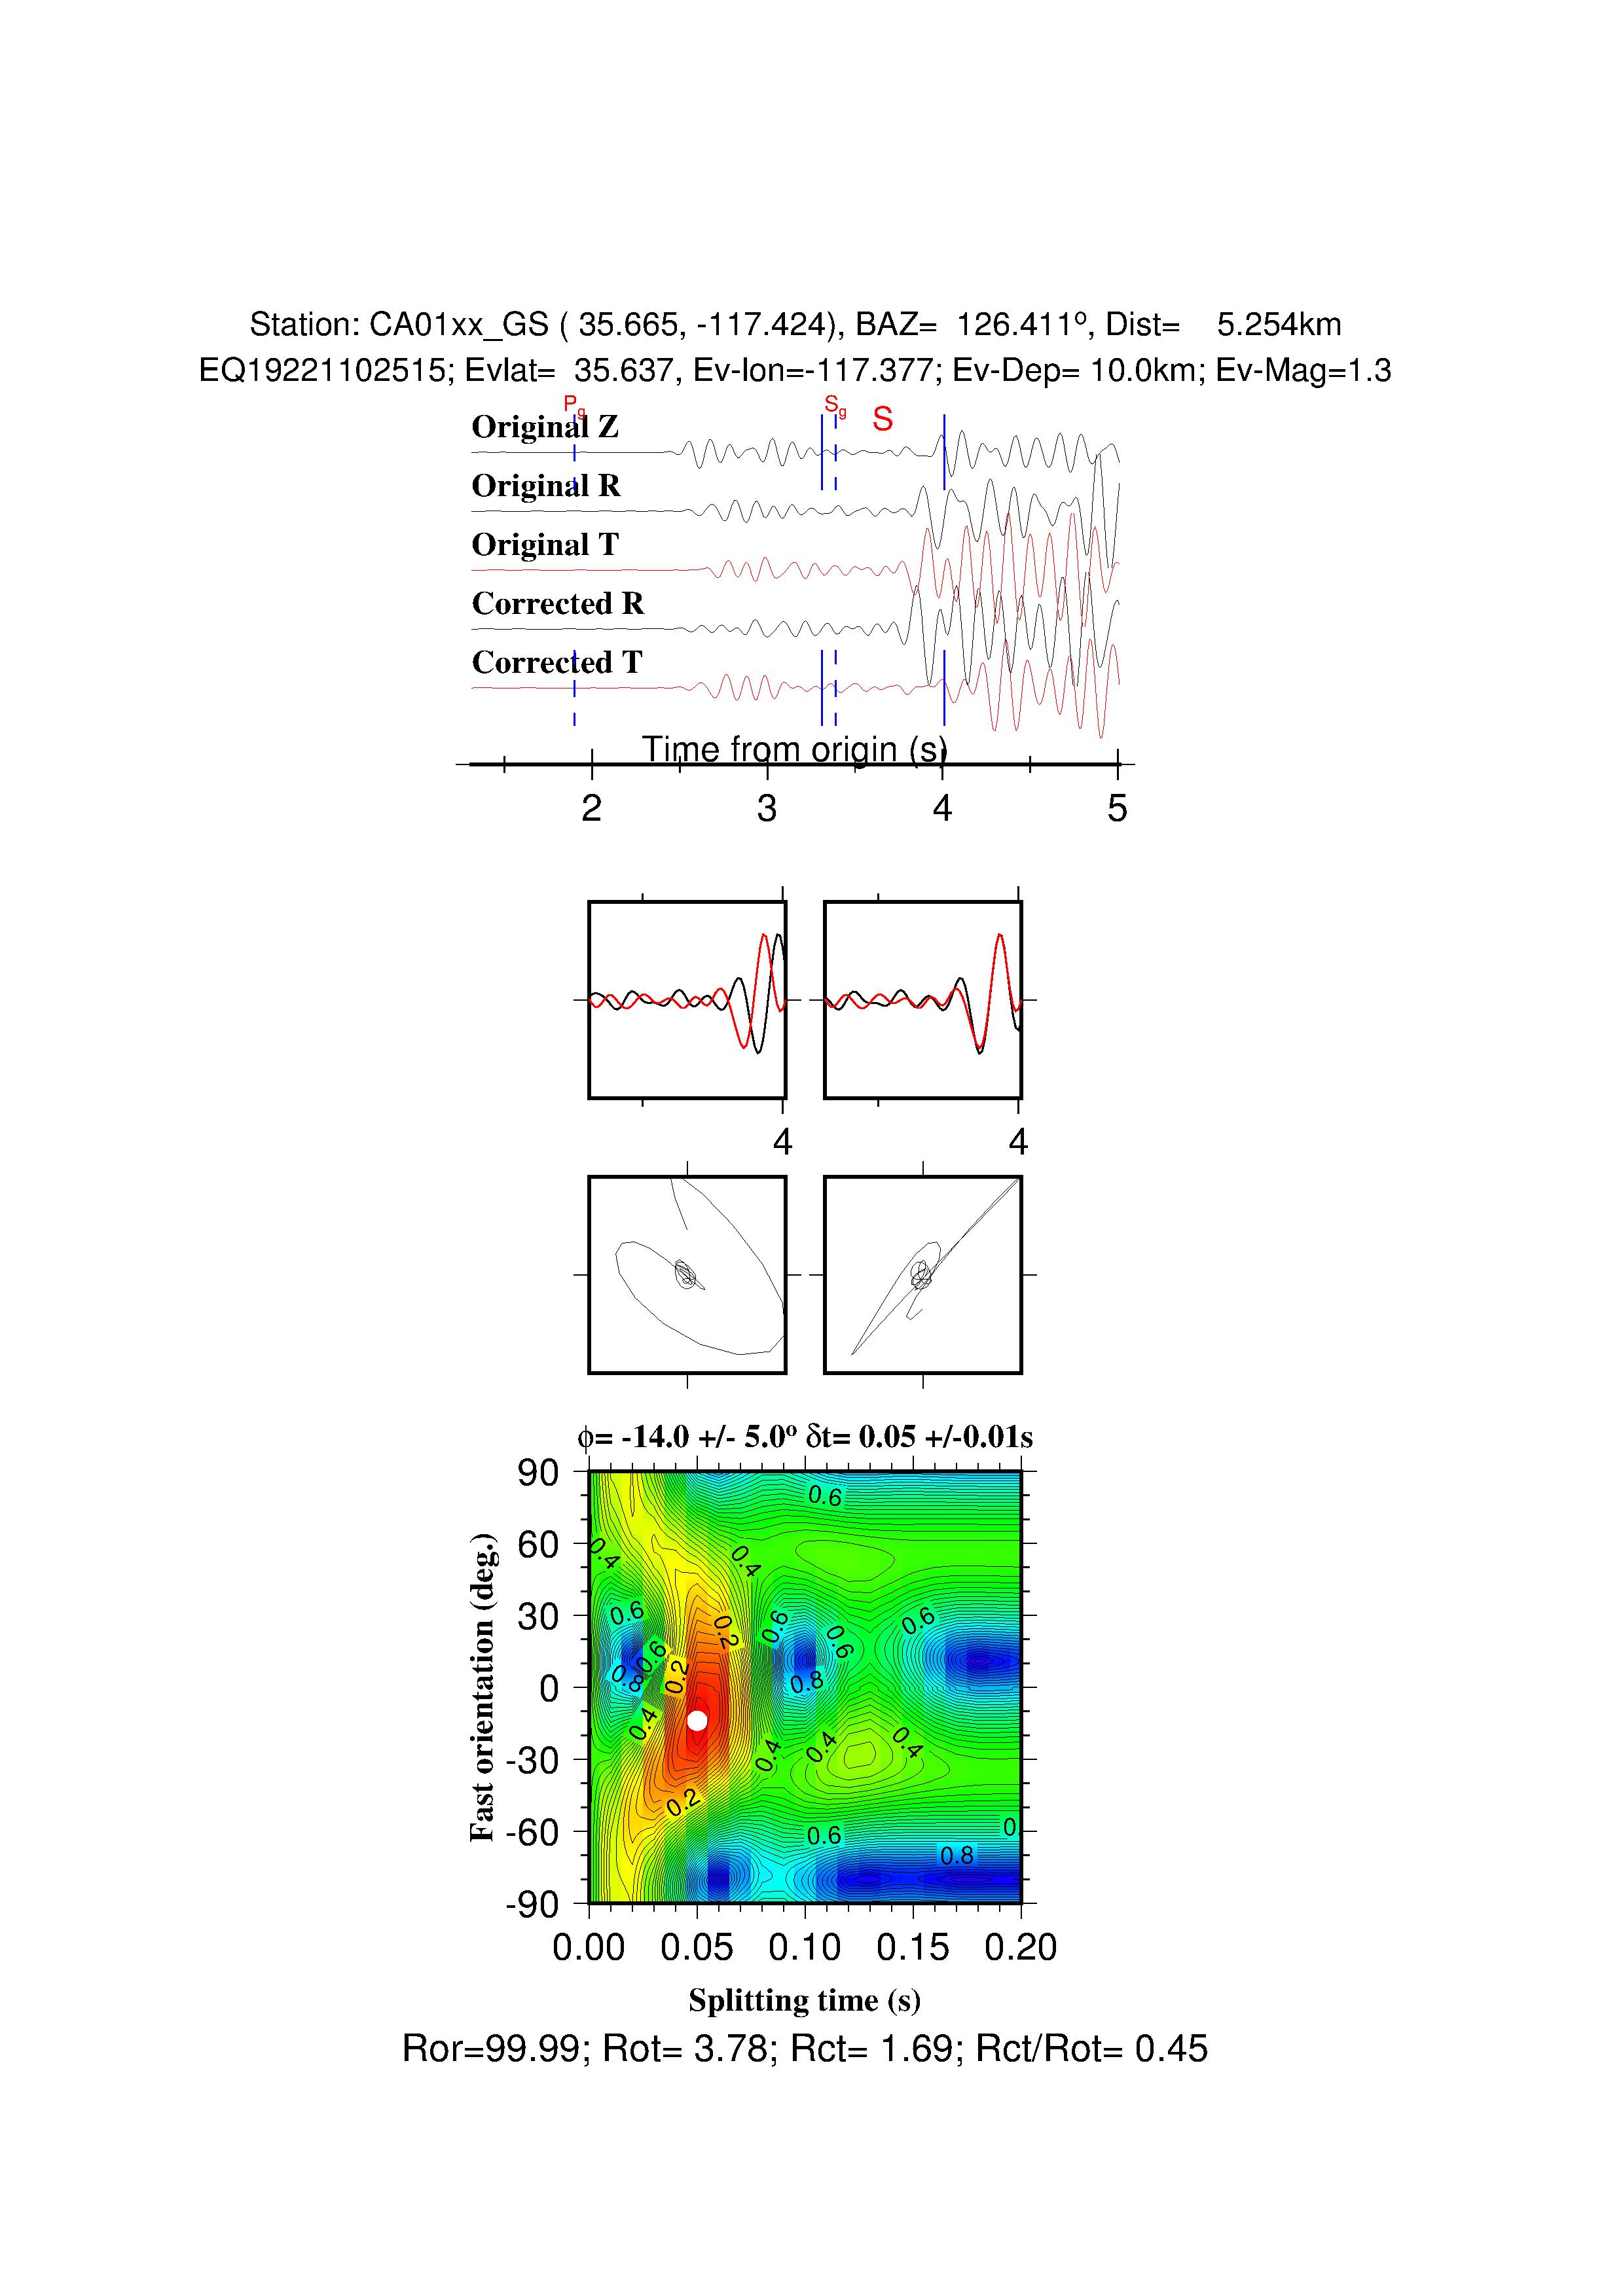 Station: CA01xx_GS ( 35.665, -117.424), BAZ= 126.411º, Dist= 5.254km
EQ19221102515; Evlat= 35.637, Ev-lon=-117.377; Ev-Dep= 10.0km; Ev-Mag=1.3
Pg Sg S
Original Z
Original R
Original T
Corrected R
Corrected T
Time from origin (s)
2 3 4 5
4 4
ϕ= -14.0 +/- 5.0º δt= 0.05 +/-0.01s
Fast orientation (deg.)
90
60
30
0
-30
-60
-90
0.6
0.4 0.4
0.6 0.2 0.6 0.6 0.6
0.6
0.8 0.2 0.8
0.4 0.4 0.4 0.4
0.2
0.6 0.
0.8
0.00 0.05 0.10 0.15 0.20
Splitting time (s)
Ror=99.99; Rot= 3.78; Rct= 1.69; Rct/Rot= 0.45